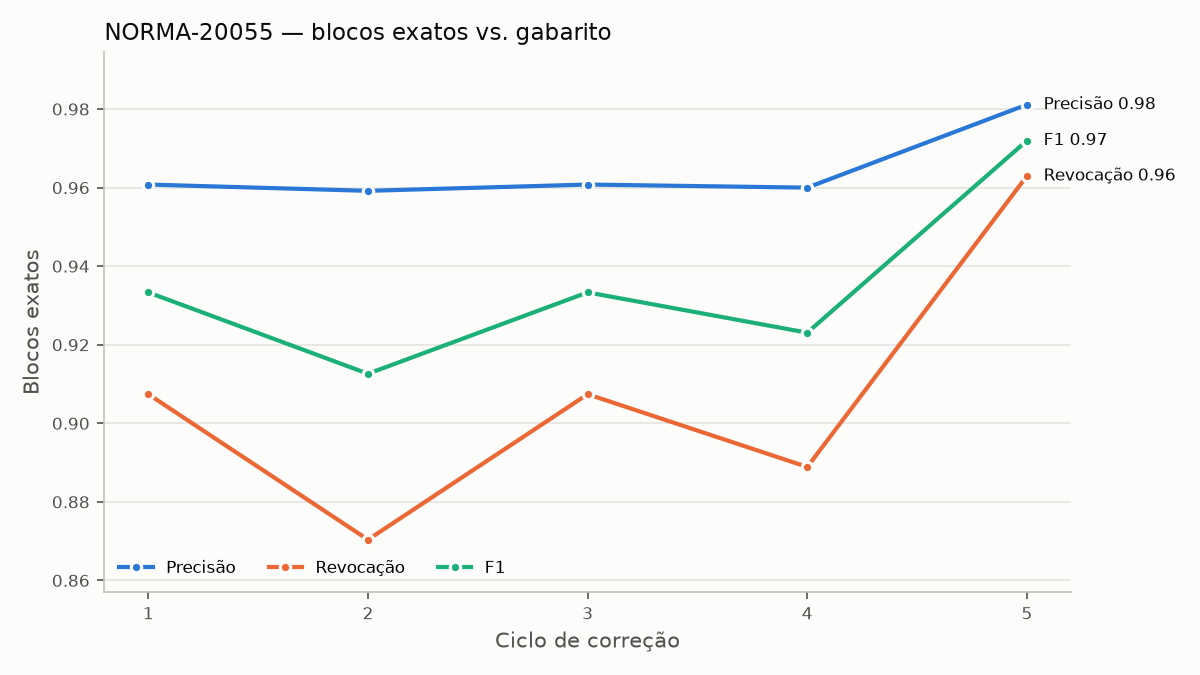 NORMA-20055 — blocos exatos vs. gabarito
Blocos exatos
0.98
0.96
0.94
0.92
0.90
0.88
0.86
Precisão 0.98
F1 0.97
Revocação 0.96
Precisão Revocação F1
1 2 3 4 5
Ciclo de correção